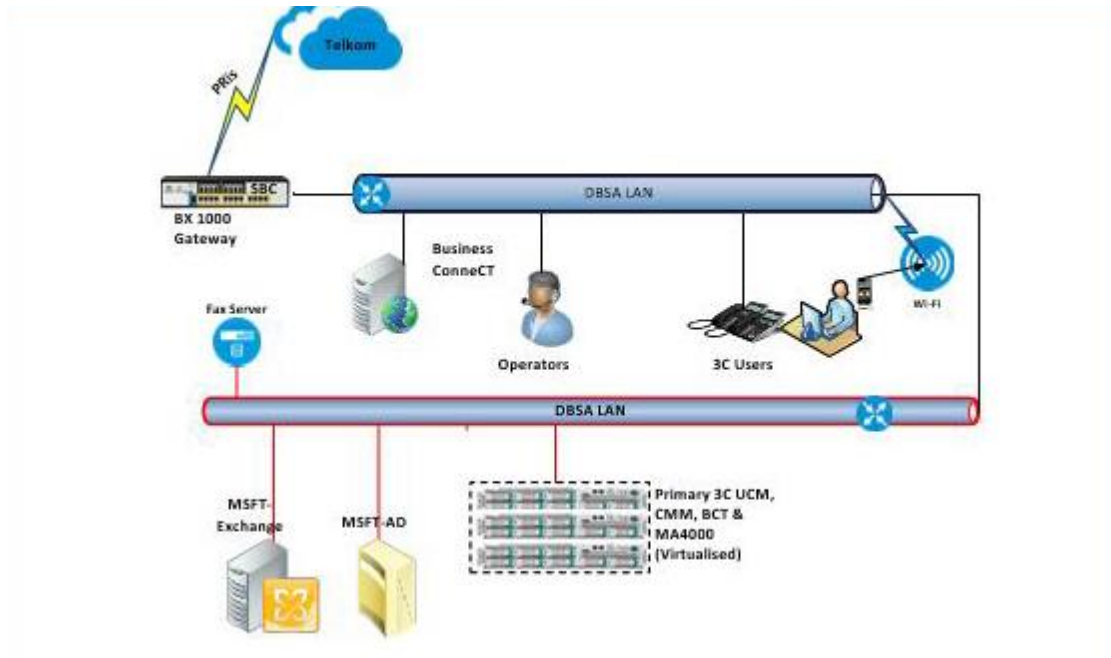 Telkom
PRIs
SBC
BX 1000
Gateway
DBSA LAN
Business
ConneCT
Wi-Fi
Fax Server
Operators
3C Users
DBSA LAN
MSFT-
Exchange
MSFT-AD
Primary 3C UCM,
CMM, BCT &
MA4000
(Virtualised)